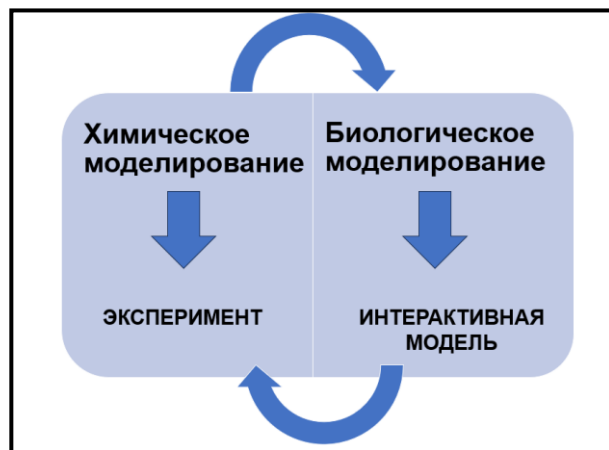 Химическое
моделирование
ЭКСПЕРИМЕНТ
Биологическое
моделирование
ИНТЕРАКТИВНАЯ
МОДЕЛЬ